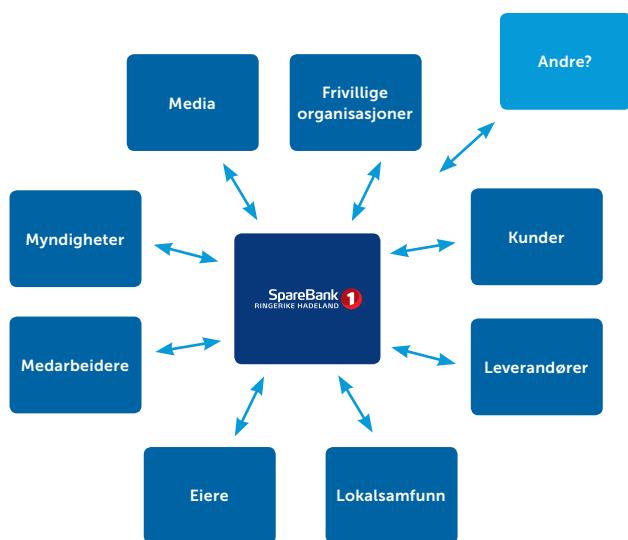 Andre?
Media
Frivillige
organisasjoner
Myndigheter
Kunder
SpareBank 1
RINGERIKE HADELAND
Medarbeidere
Leverandører
Eiere
Lokalsamfunn